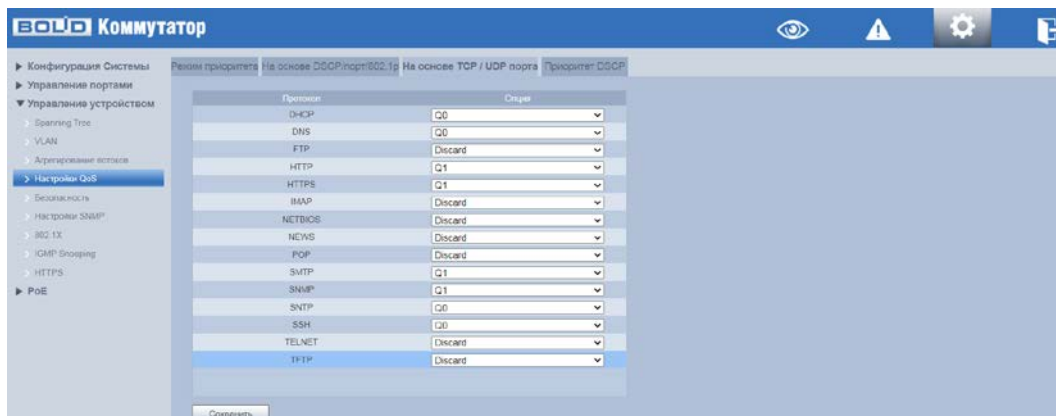 BOLID Коммутатор
Конфигурация Системы
Управление портами
Управление устройством
Spanning Tree
VLAN
Агрегирование потоков
Настройки QoS
Безопасность
Настройки SNMP
802.1X
IGMP Snooping
HTTPS
PoE
Режим приоритета На основе DSCP/порт/802.1p На основе TCP / UDP порта Приоритет DSCP
Протокол Опция
DHCP Q0
DNS Q0
FTP Discard
HTTP Q1
HTTPS Q1
IMAP Discard
NETBIOS Discard
NEWS Discard
POP Discard
SMTP Q1
SNMP Q1
SNTP Q0
SSH Q0
TELNET Discard
TFTP Discard
Сохранить